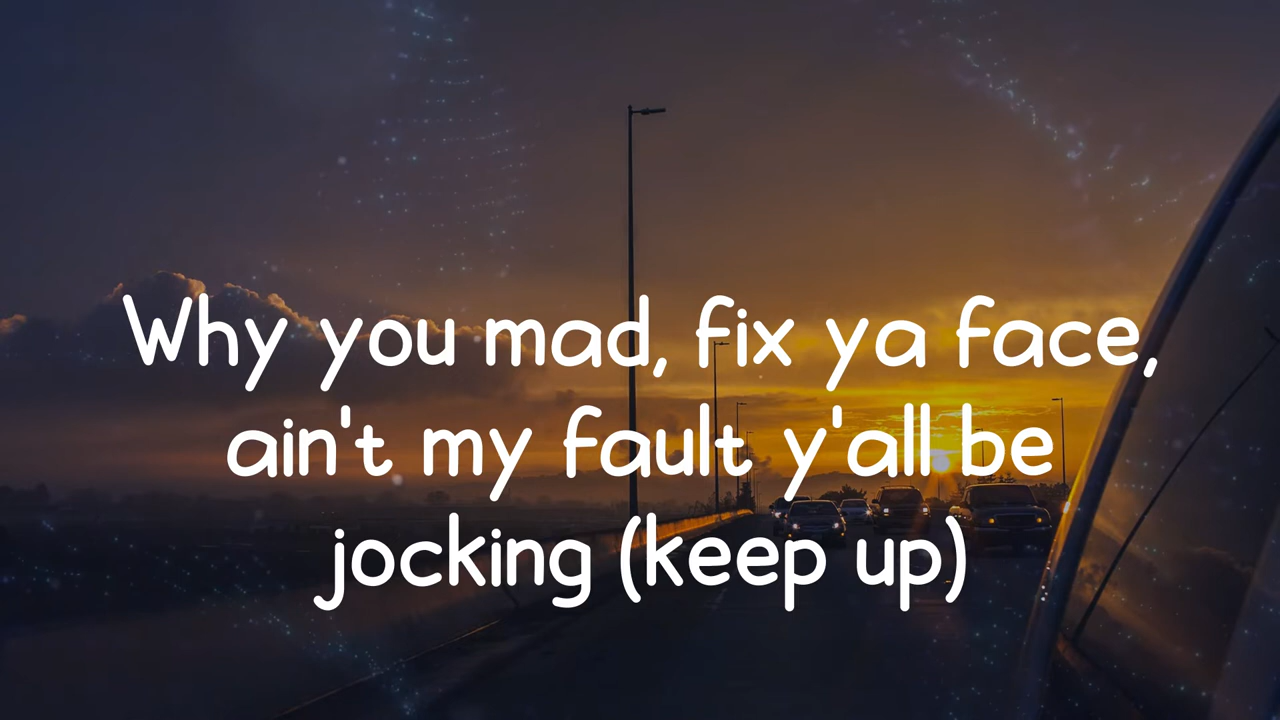 Why you mad, fix ya face,
ain't my fault y'all be
jocking (keep up)